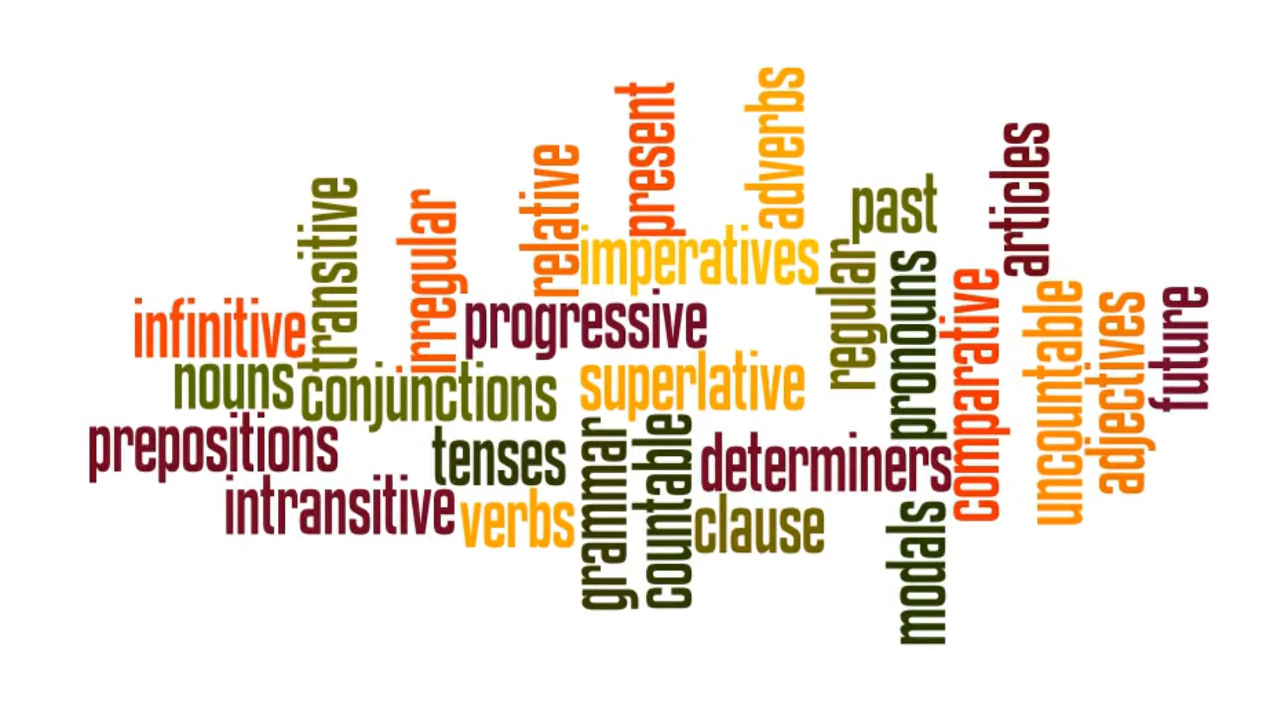 adverbs
present
articles
relative
past
transitive
irregular
imperatives
regular
pronouns
comparative
uncountable
adjectives
future
infinitive
progressive
nouns
conjunctions
superlative
prepositions
tenses
grammar
countable
determiners
intransitive
verbs
clause
modals